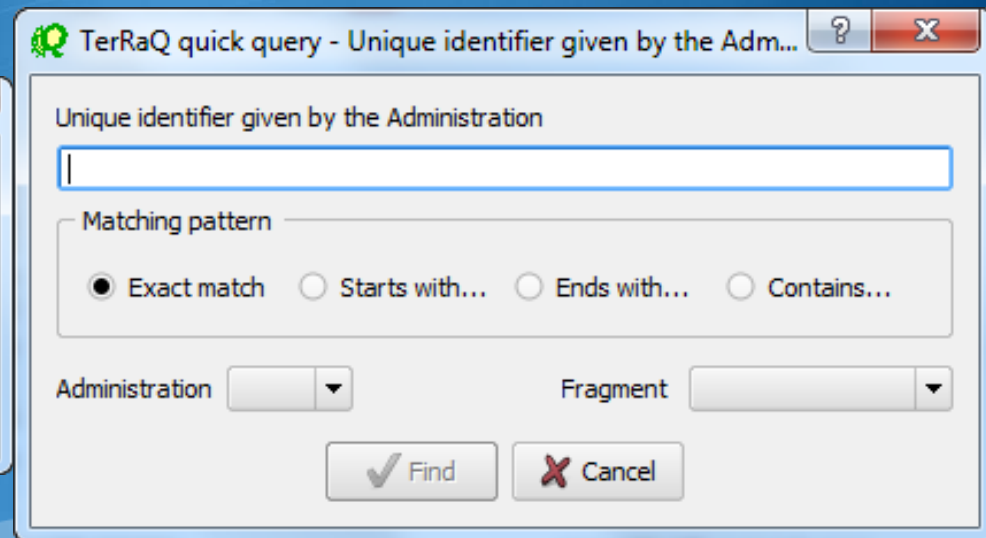 TerRaQ quick query - Unique identifier given by the Adm...
Unique identifier given by the Administration
Matching pattern
Exact match Starts with... Ends with... Contains...
Administration Fragment
Find Cancel